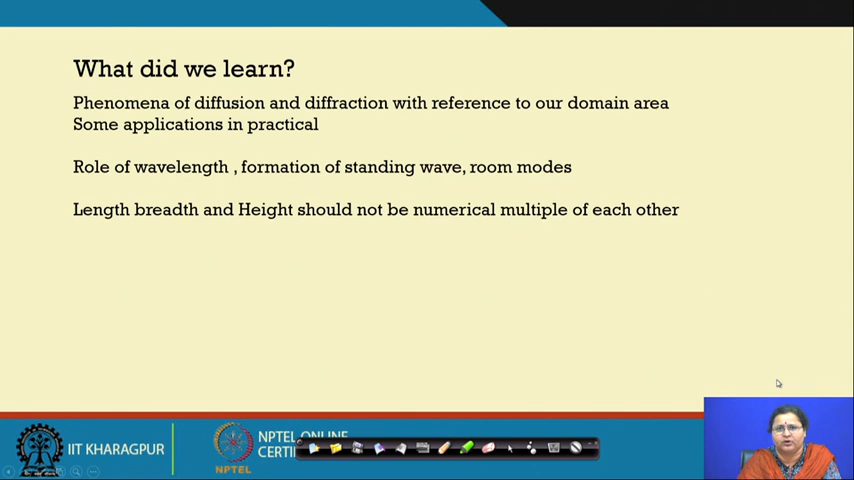 What did we learn?
Phenomena of diffusion and diffraction with reference to our domain area
Some applications in practical
Role of wavelength , formation of standing wave, room modes
Length breadth and Height should not be numerical multiple of each other
IIT KHARAGPUR
NPTEL
NPTEL ONLINE